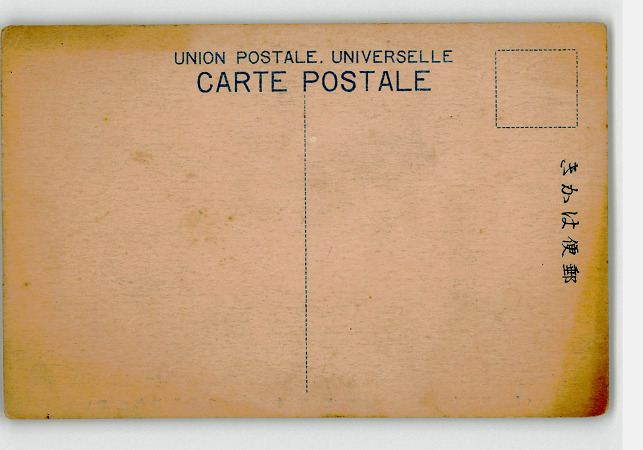 UNION POSTALE. UNIVERSELLE
CARTE POSTALE
郵便はかき